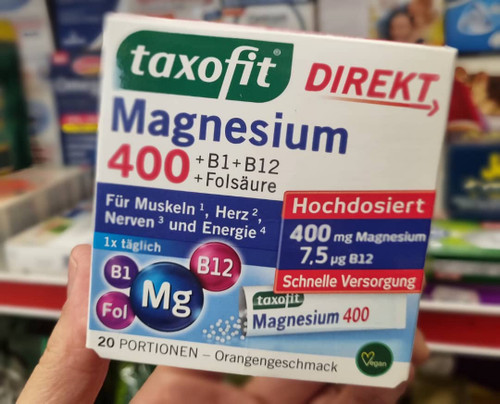 taxofit®
DIREKT
Magnesium
400 +B1+B12
+Folsäure
Für Muskeln ¹, Herz ²,
Nerven ³ und Energie ⁴
1x täglich
B1
B12
Mg
Fol
Hochdosiert
400 mg Magnesium
7,5 µg B12
Schnelle Versorgung
taxofit
Magnesium 400
20 PORTIONEN – Orangengeschmack
Vegan